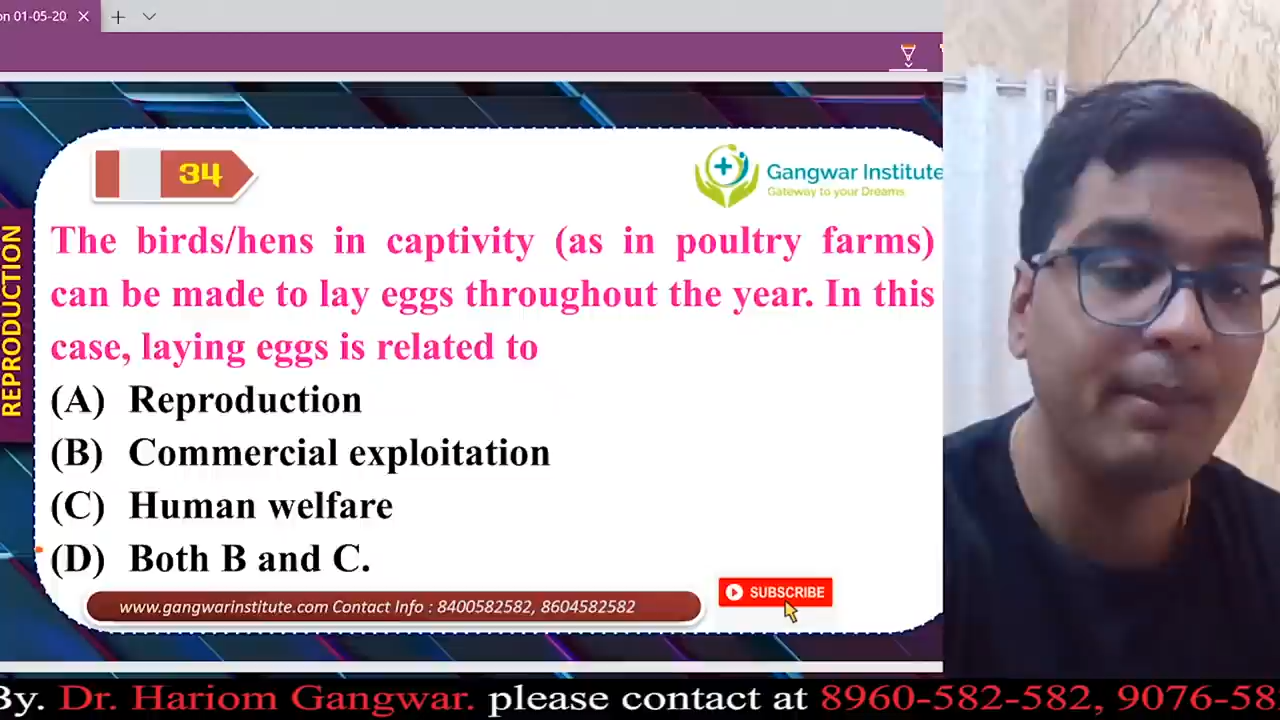 on 01-05-20
34
Gangwar Institute
Gateway to your Dreams
REPRODUCTION
The birds/hens in captivity (as in poultry farms)
can be made to lay eggs throughout the year. In this
case, laying eggs is related to
(A) Reproduction
(B) Commercial exploitation
(C) Human welfare
(D) Both B and C.
www.gangwarinstitute.com Contact Info : 8400582582, 8604582582
SUBSCRIBE
By. Dr. Hariom Gangwar. please contact at 8960-582-582, 9076-58